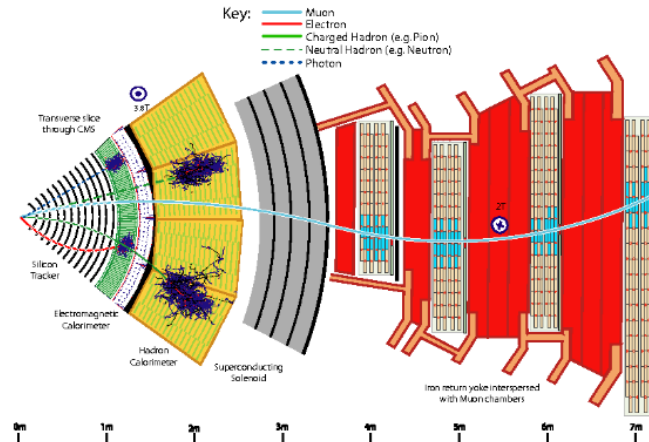 Key:
Muon
Electron
Charged Hadron (e.g. Pion)
Neutral Hadron (e.g. Neutron)
Photon
3.8T
Transverse slice
through CMS
2T
Silicon
Tracker
Electromagnetic
Calorimeter
Hadron
Calorimeter
Superconducting
Solenoid
Iron return yoke interspersed
with Muon chambers
0m
1m
2m
3m
4m
5m
6m
7m